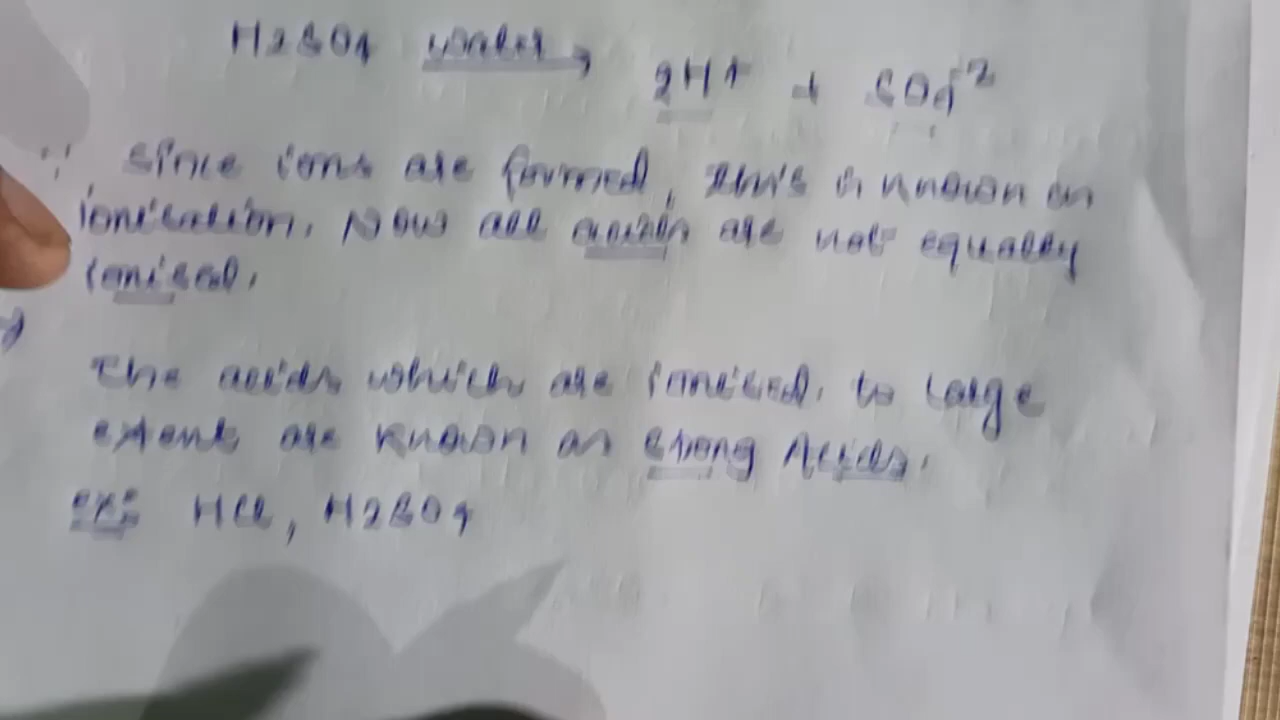 H2SO4 water → 2H+ + SO4-2
∵ Since ions are formed, this is known as
ionisation. Now all acids are not equally
ionised.
The acids which are ionised. to large
extent are known as strong Acids.
ex: HCl, H2SO4